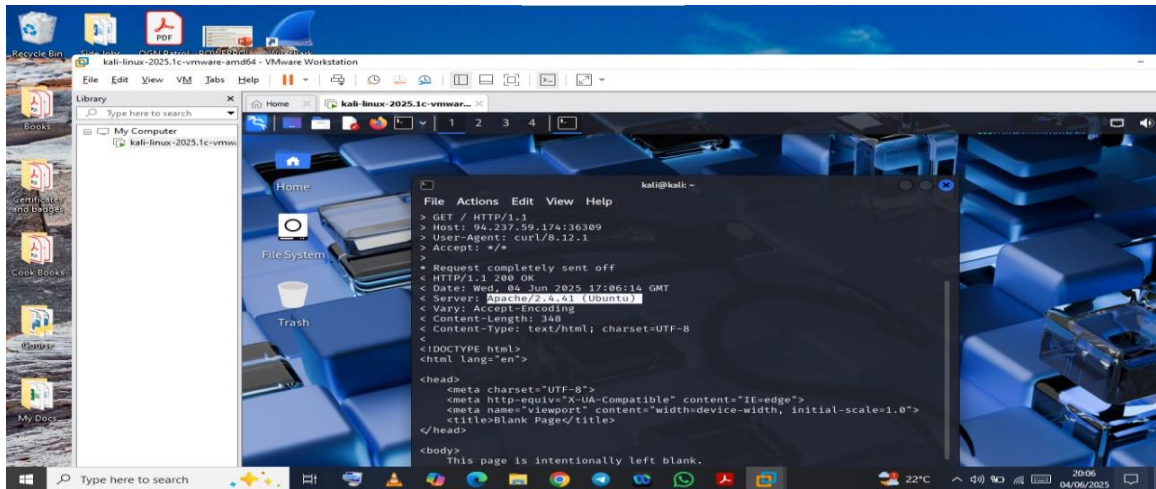 Recycle Bin
kali-linux-2025.1c-vmware-amd64 - VMware Workstation
File Edit View VM Tabs Help
Library
Home
kali-linux-2025.1c-vmwar...
Type here to search
My Computer
kali-linux-2025.1c-vmwa
1 2 3 4
Books
Certificates and badges
Cook Books
My Docs
Home
File System
Trash
kali@kali: ~
File Actions Edit View Help
> GET / HTTP/1.1
> Host: 94.237.59.174:36309
> User-Agent: curl/8.12.1
> Accept: */*
>
* Request completely sent off
< HTTP/1.1 200 OK
< Date: Wed, 04 Jun 2025 17:06:14 GMT
< Server: Apache/2.4.41 (Ubuntu)
< Vary: Accept-Encoding
< Content-Length: 348
< Content-Type: text/html; charset=UTF-8
<
<!DOCTYPE html>
<html lang="en">
<head>
<meta charset="UTF-8">
<meta http-equiv="X-UA-Compatible" content="IE=edge">
<meta name="viewport" content="width=device-width, initial-scale=1.0">
<title>Blank Page</title>
</head>
<body>
This page is intentionally left blank.
Type here to search
22°C
20:06
04/06/2025